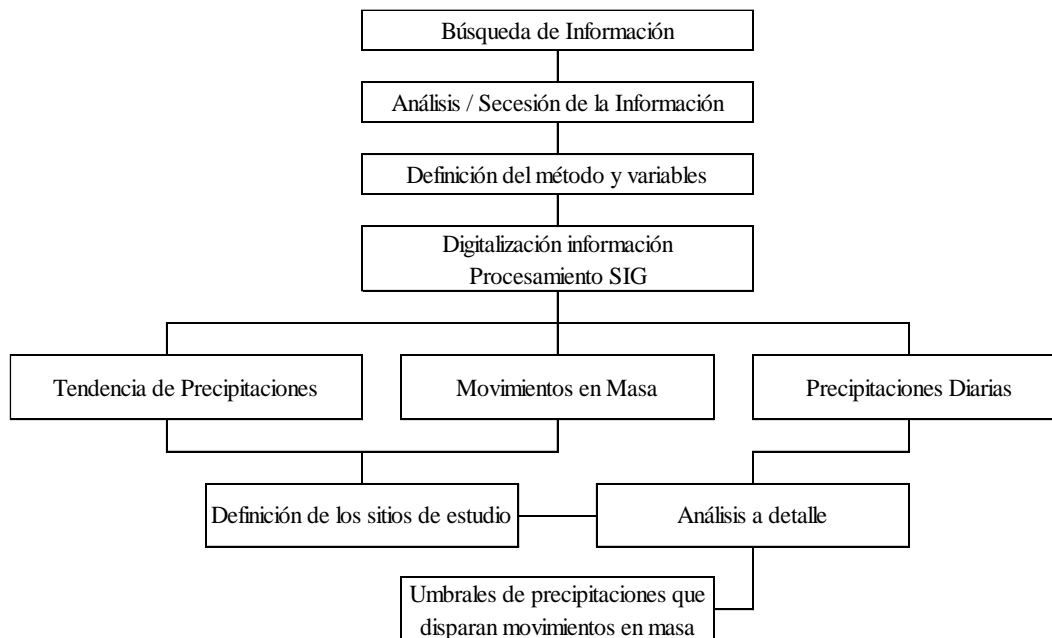 Búsqueda de Información
Análisis / Secesión de la Información
Definición del método y variables
Digitalización información
Procesamiento SIG
Tendencia de Precipitaciones
Movimientos en Masa
Precipitaciones Diarias
Definición de los sitios de estudio
Análisis a detalle
Umbrales de precipitaciones que
disparan movimientos en masa